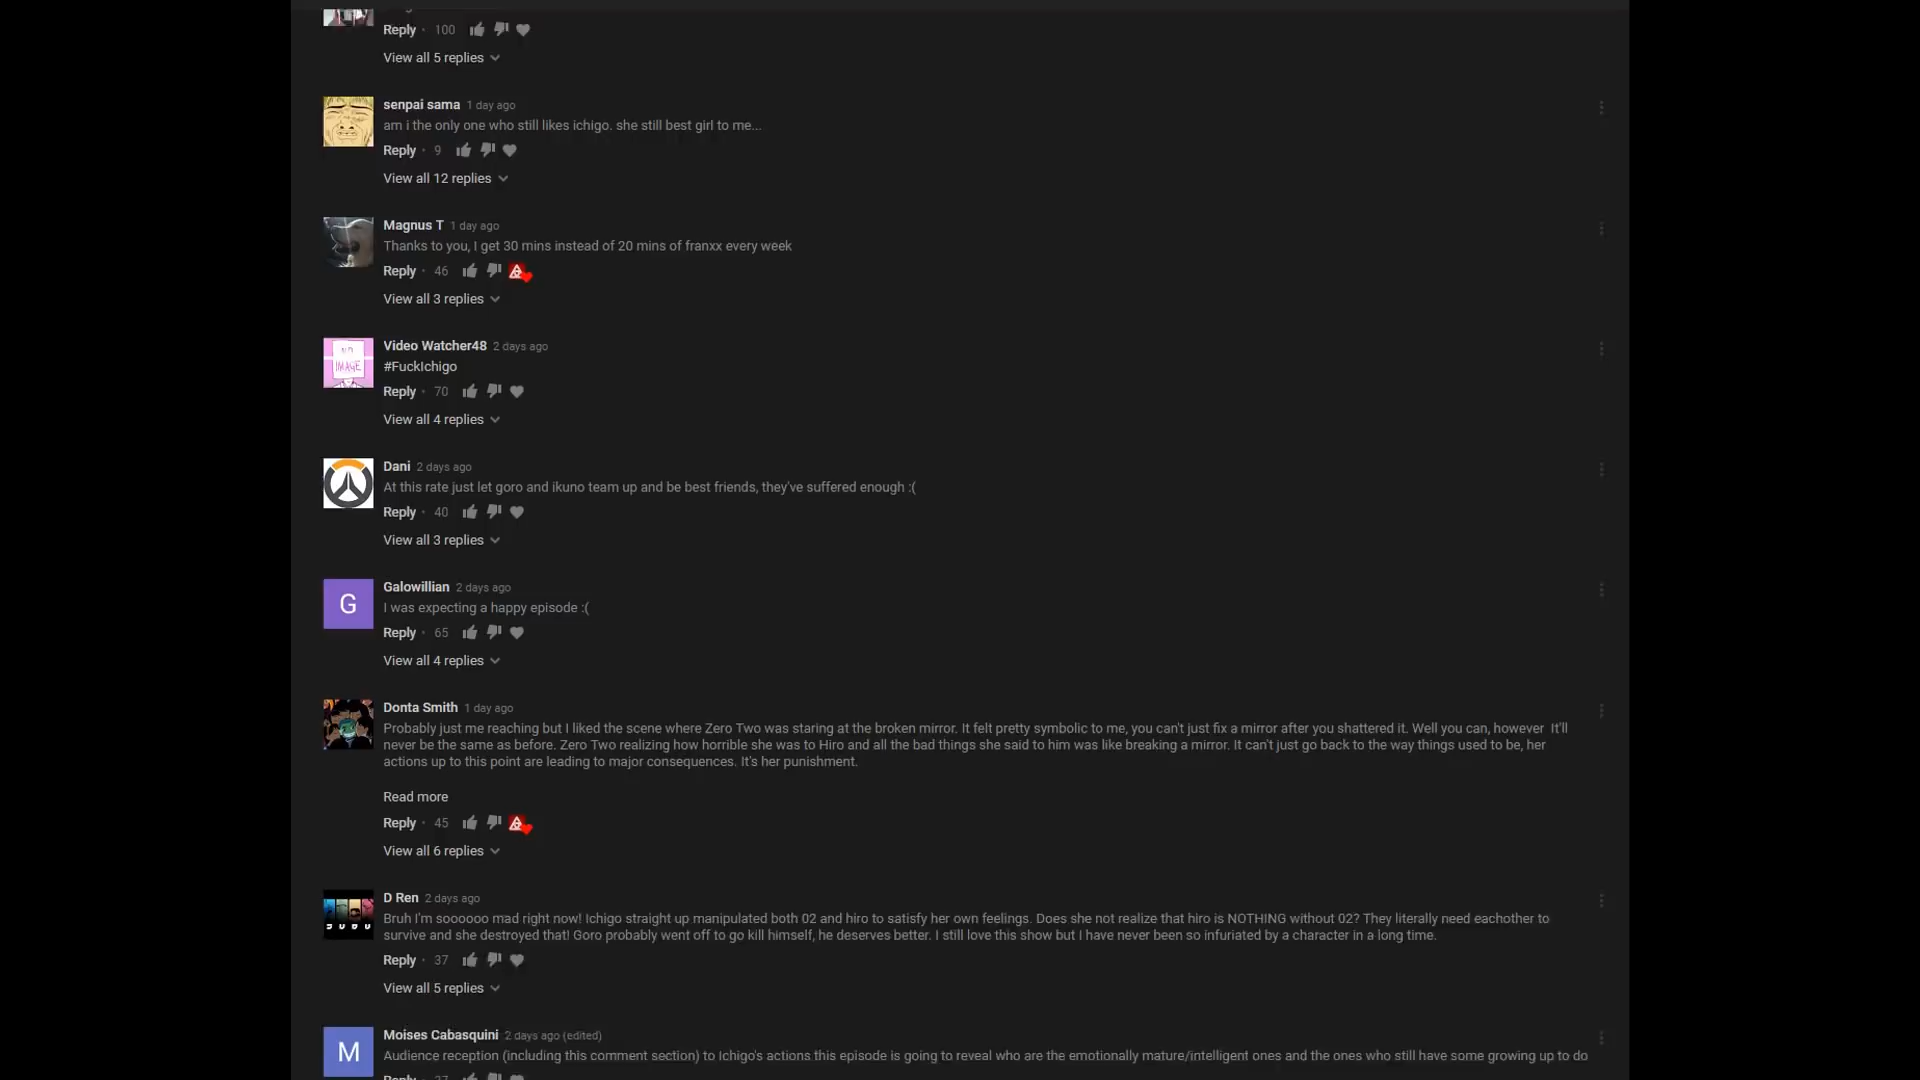 Reply · 100
View all 5 replies
senpai sama 1 day ago
am i the only one who still likes ichigo. she still best girl to me...
Reply · 9
View all 12 replies
Magnus T 1 day ago
Thanks to you, I get 30 mins instead of 20 mins of franxx every week
Reply · 46
View all 3 replies
NO
IMAGE
Video Watcher48 2 days ago
#FuckIchigo
Reply · 70
View all 4 replies
Dani 2 days ago
At this rate just let goro and ikuno team up and be best friends, they've suffered enough :(
Reply · 40
View all 3 replies
G
Galowillian 2 days ago
I was expecting a happy episode :(
Reply · 65
View all 4 replies
Donta Smith 1 day ago
Probably just me reaching but I liked the scene where Zero Two was staring at the broken mirror. It felt pretty symbolic to me, you can't just fix a mirror after you shattered it. Well you can, however It'll
never be the same as before. Zero Two realizing how horrible she was to Hiro and all the bad things she said to him was like breaking a mirror. It can't just go back to the way things used to be, her
actions up to this point are leading to major consequences. It's her punishment.
Read more
Reply · 45
View all 6 replies
D Ren 2 days ago
Bruh I'm soooooo mad right now! Ichigo straight up manipulated both 02 and hiro to satisfy her own feelings. Does she not realize that hiro is NOTHING without 02? They literally need eachother to
survive and she destroyed that! Goro probably went off to go kill himself, he deserves better. I still love this show but I have never been so infuriated by a character in a long time.
Reply · 37
View all 5 replies
M
Moises Cabasquini 2 days ago (edited)
Audience reception (including this comment section) to Ichigo's actions this episode is going to reveal who are the emotionally mature/intelligent ones and the ones who still have some growing up to do
Reply · 37